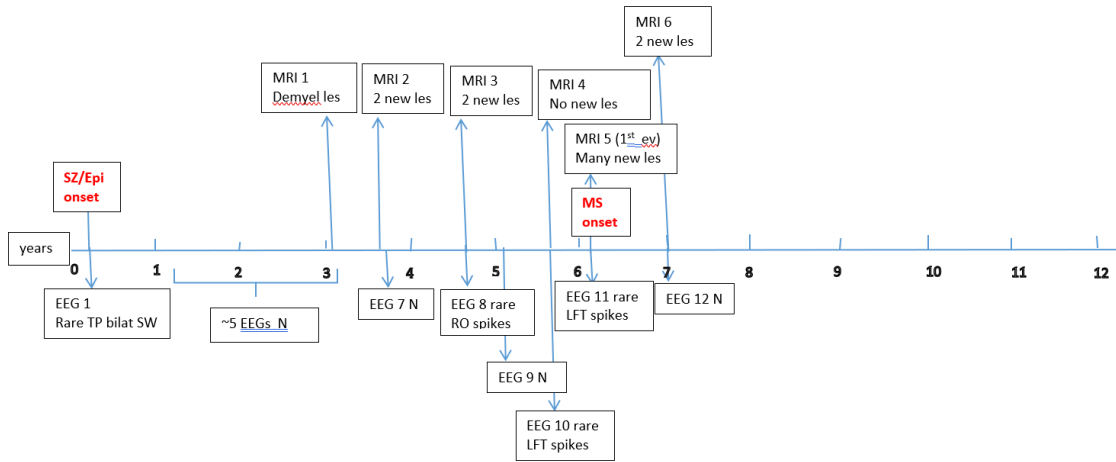 MRI 6
2 new les
MRI 1
Demyel les
MRI 2
2 new les
MRI 3
2 new les
MRI 4
No new les
MRI 5 (1st ev)
Many new les
SZ/Epi
onset
MS
onset
years
0 1 2 3 4 5 6 7 8 9 10 11 12
EEG 1
Rare TP bilat SW
~5 EEGs N
EEG 7 N
EEG 8 rare
RO spikes
EEG 11 rare
LFT spikes
EEG 12 N
EEG 9 N
EEG 10 rare
LFT spikes